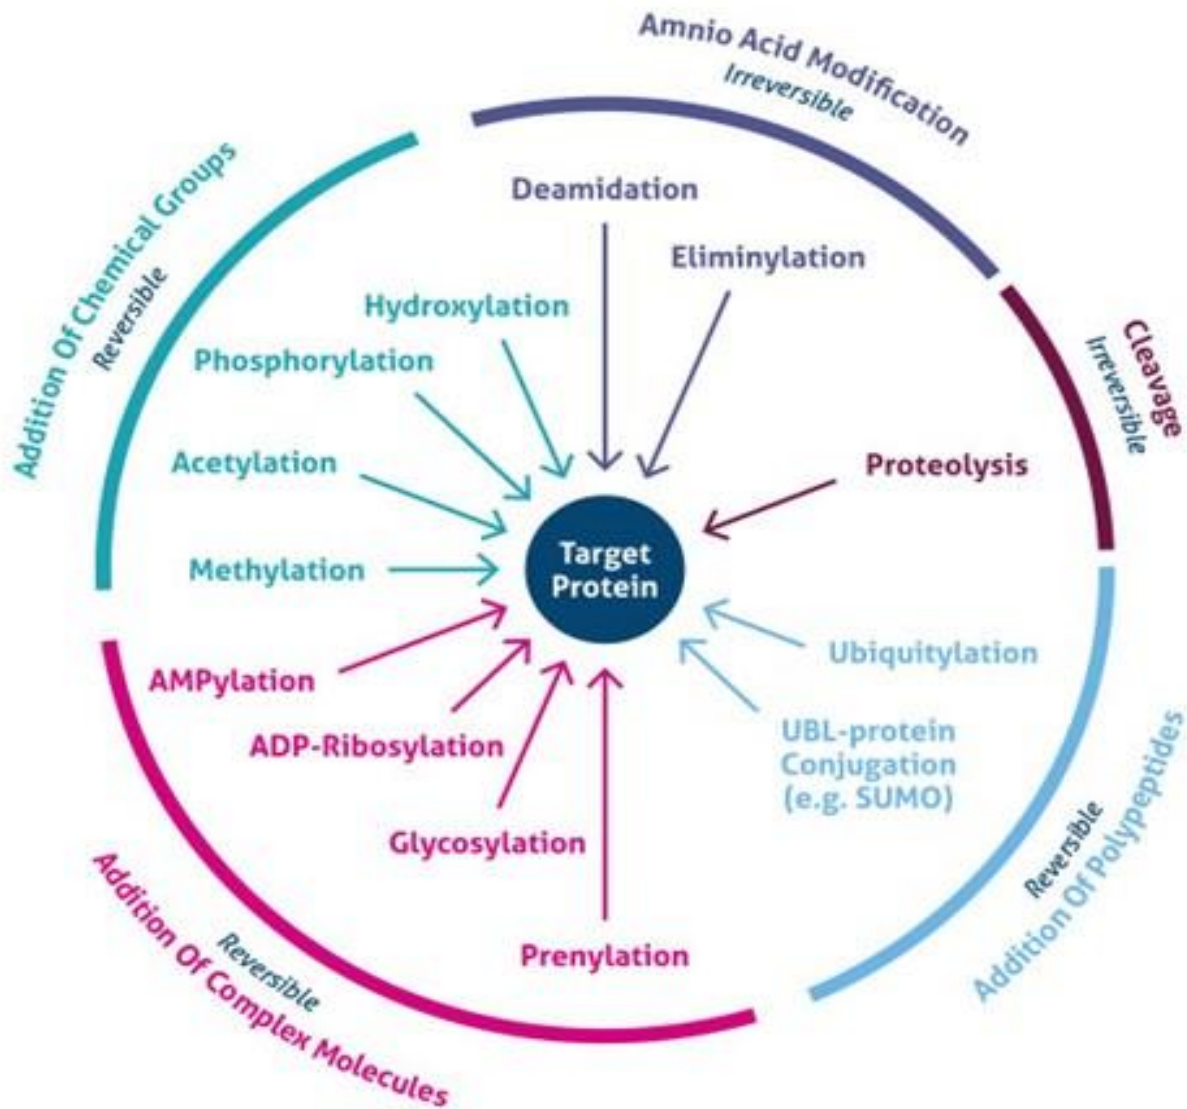 Amnio Acid Modification
Irreversible
Deamidation
Eliminylation
Addition Of Chemical Groups
Reversible
Hydroxylation
Phosphorylation
Acetylation
Methylation
Cleavage
Irreversible
Proteolysis
Target
Protein
Ubiquitylation
UBL-protein
Conjugation
(e.g. SUMO)
Reversible
Addition Of Polypeptides
AMPylation
ADP-Ribosylation
Glycosylation
Prenylation
Reversible
Addition Of Complex Molecules